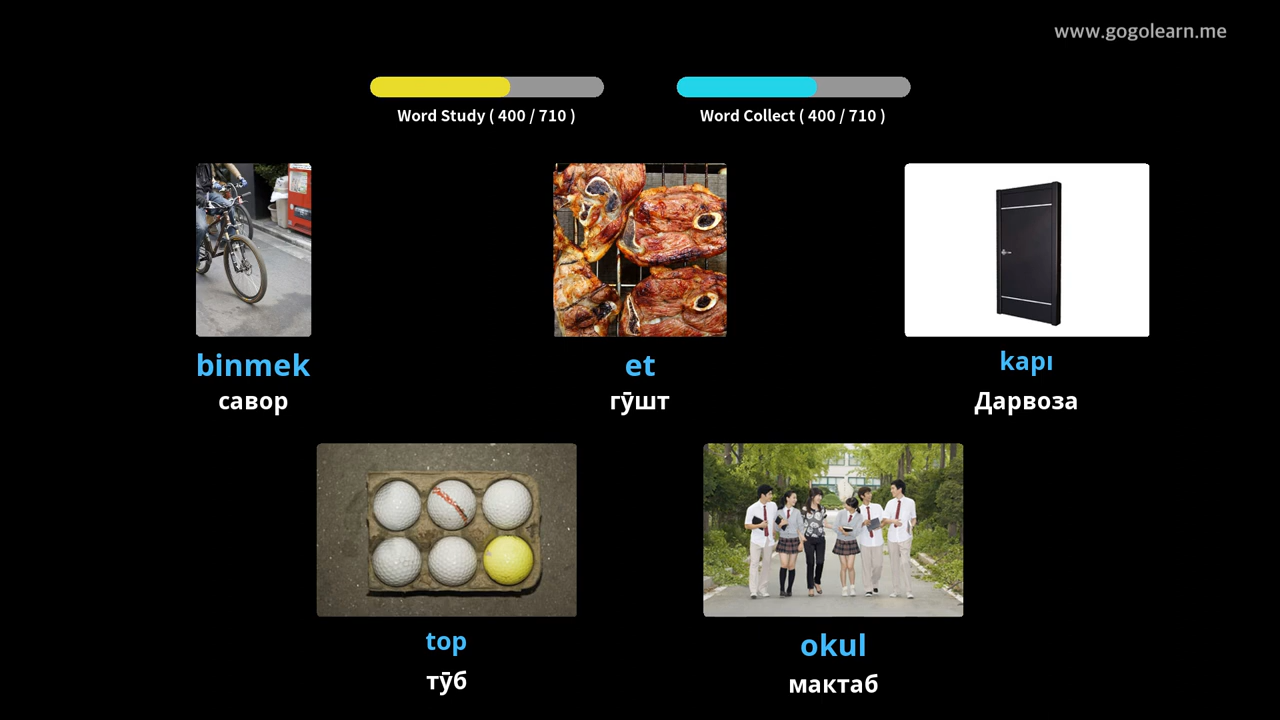 www.gogolearn.me
Word Study ( 400 / 710 )
Word Collect ( 400 / 710 )
binmek
савор
et
гӯшт
kapı
Дарвоза
top
тӯб
okul
мактаб